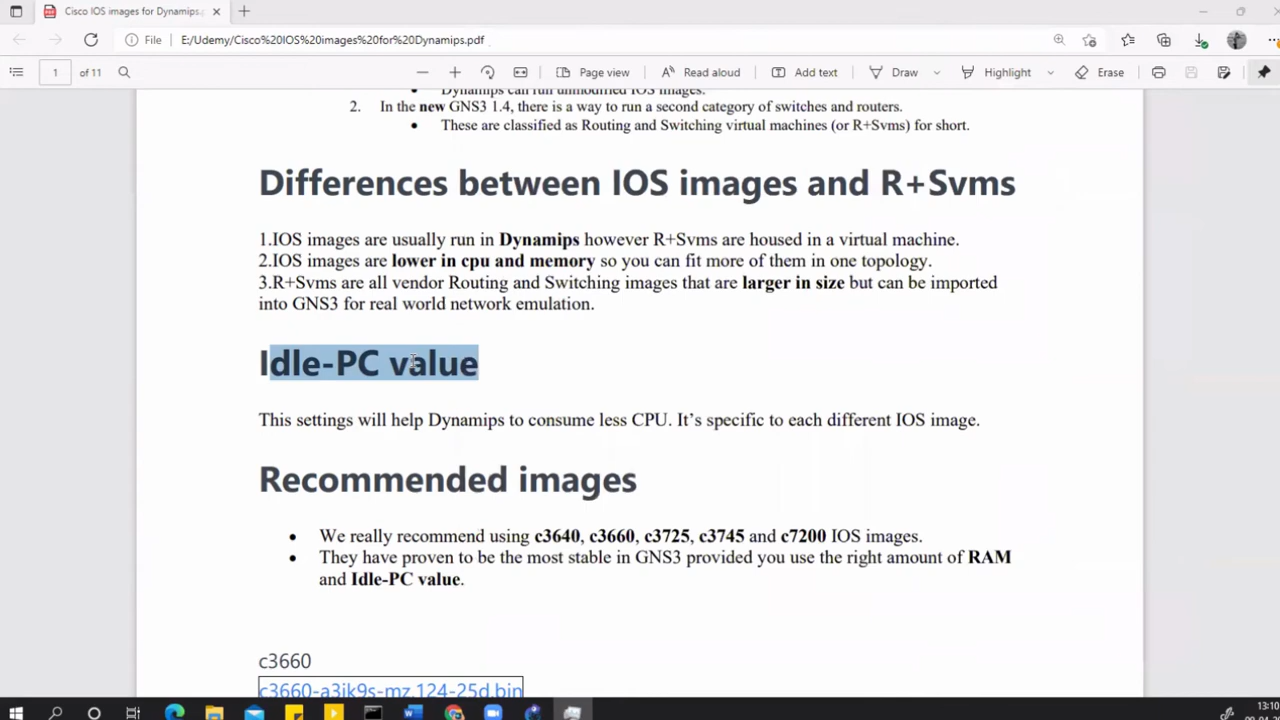 Cisco IOS images for Dynamips.p
File
E:/Udemy/Cisco%20IOS%20images%20for%20Dynamips.pdf
1 of 11
Page view
Read aloud
Add text
Draw
Highlight
Erase
Dynamips can run unmodified IOS images.
2. In the new GNS3 1.4, there is a way to run a second category of switches and routers.
• These are classified as Routing and Switching virtual machines (or R+Svms) for short.
Differences between IOS images and R+Svms
1.IOS images are usually run in Dynamips however R+Svms are housed in a virtual machine.
2.IOS images are lower in cpu and memory so you can fit more of them in one topology.
3.R+Svms are all vendor Routing and Switching images that are larger in size but can be imported
into GNS3 for real world network emulation.
Idle-PC value
This settings will help Dynamips to consume less CPU. It's specific to each different IOS image.
Recommended images
• We really recommend using c3640, c3660, c3725, c3745 and c7200 IOS images.
• They have proven to be the most stable in GNS3 provided you use the right amount of RAM
and Idle-PC value.
c3660
c3660-a3jk9s-mz.124-25d.bin
13:10